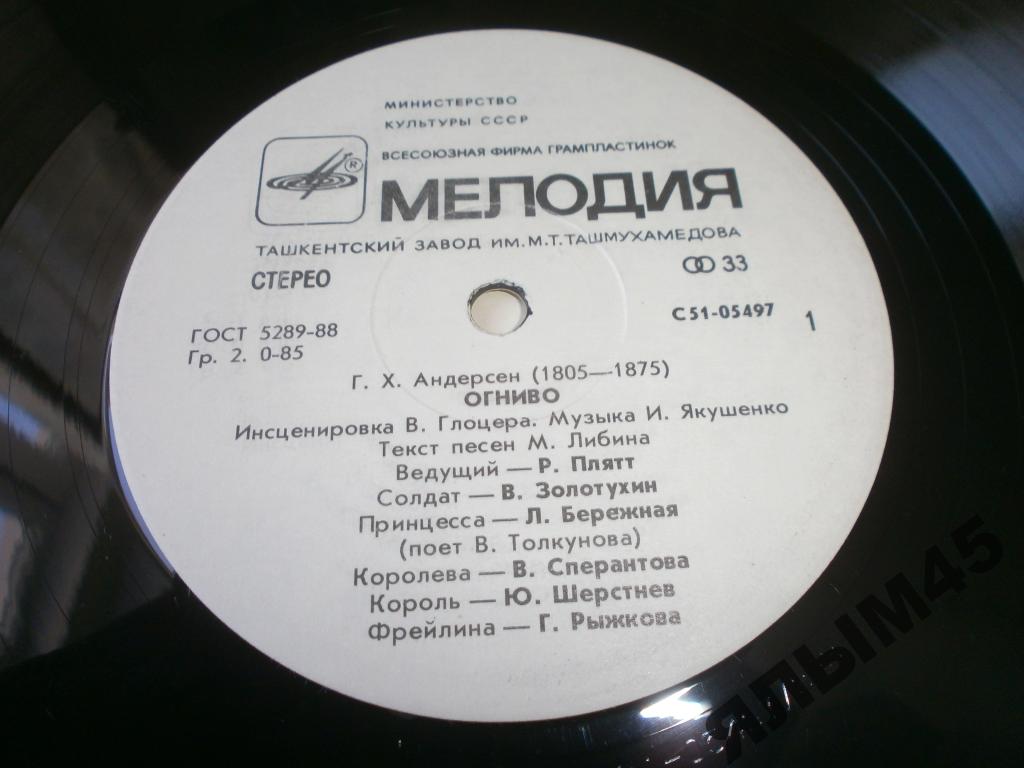 МИНИСТЕРСТВО
КУЛЬТУРЫ СССР
ВСЕСОЮЗНАЯ ФИРМА ГРАМПЛАСТИНОК
®
МЕЛОДИЯ
ТАШКЕНТСКИЙ ЗАВОД ИМ. М.Т. ТАШМУХАМЕДОВА
СТЕРЕО
33
ГОСТ 5289-88
С51-05497
1
Гр. 2. 0-85
Г. Х. Андерсен (1805—1875)
ОГНИВО
Инсценировка В. Глоцера. Музыка И. Якушенко
Текст песен М. Либина
Ведущий — Р. Плятт
Солдат — В. Золотухин
Принцесса — Л. Бережная
(поет В. Толкунова)
Королева — В. Сперантова
Король — Ю. Шерстнев
Фрейлина — Г. Рыжкова
ЯЛЫМ45